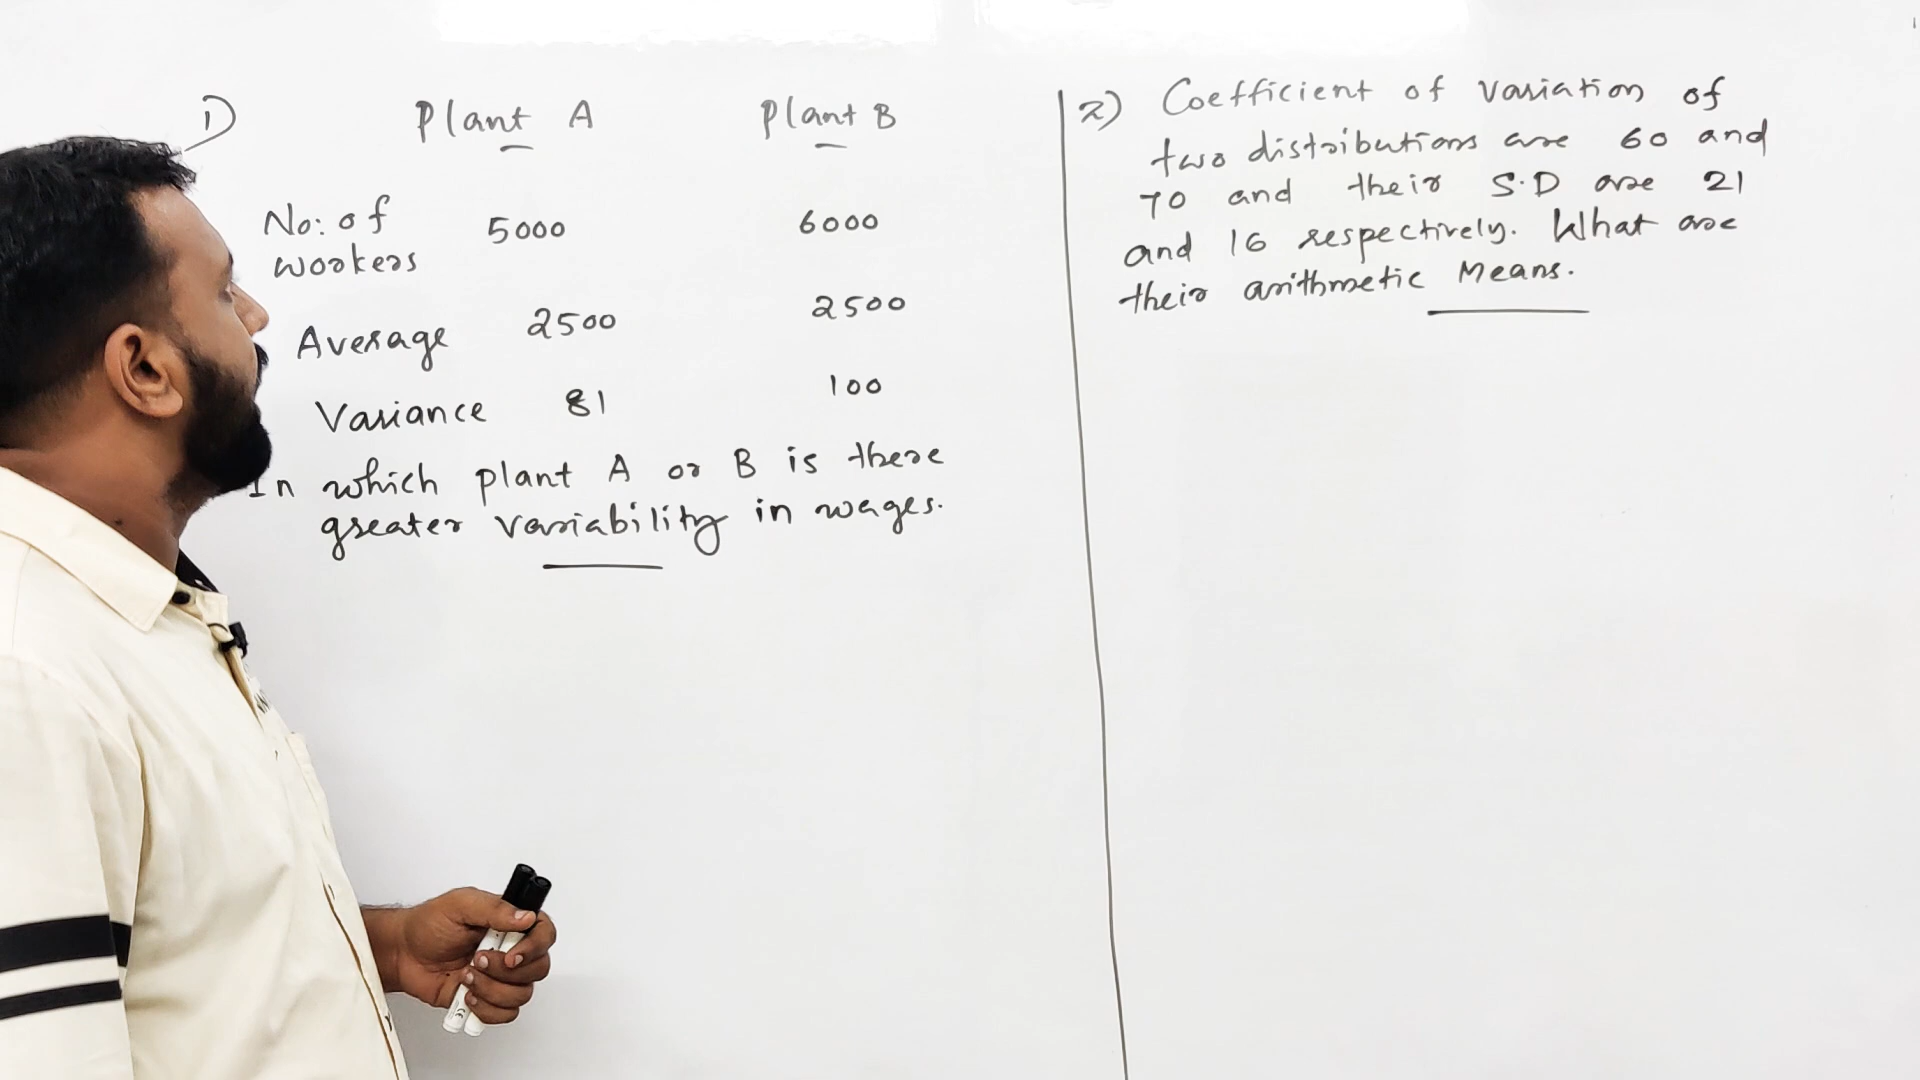 1) Plant A Plant B
No: of workers 5000 6000
Average 2500 2500
Variance 81 100
In which plant A or B is there
greater variability in wages.
2) Coefficient of variation of
two distributions are 60 and
70 and their S.D are 21
and 16 respectively. What are
their arithmetic Means.